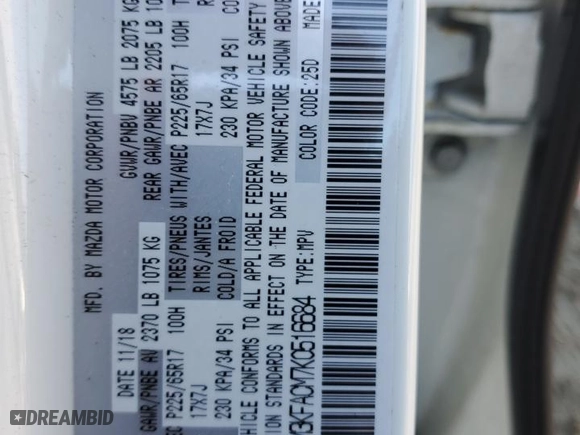 MFD. BY MAZDA MOTOR CORPORATION
DATE 11/18 GVWR/PNBV 4575 LB 2075 KG
GAWR/PNBE AV 2370 LB 1075 KG REAR GAWR/PNBE AR 2205 LB
P225/65R17 100H TIRES/PNEUS WITH/AVEC P225/65R17 100H
17X7J RIMS/JANTES 17X7J
230 KPA/34 PSI COLD/A FROID 230 KPA/34 PSI
VEHICLE CONFORMS TO ALL APPLICABLE FEDERAL MOTOR VEHICLE SAFETY
STANDARDS IN EFFECT ON THE DATE OF MANUFACTURE SHOWN ABOVE
TYPE:MPV COLOR CODE:25D MADE
DREAMBID.COM